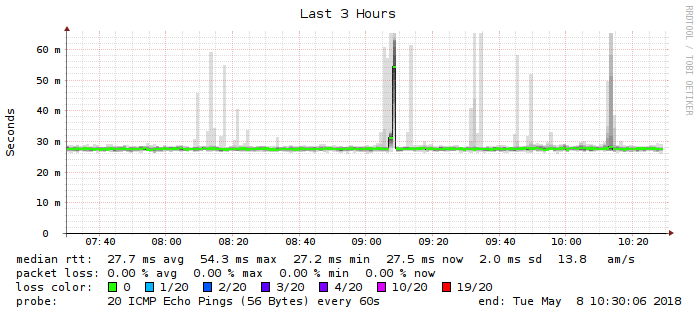 Last 3 Hours
RRDTOOL / TOBI OETIKER
Seconds
60 m
50 m
40 m
30 m
20 m
10 m
0
07:40 08:00 08:20 08:40 09:00 09:20 09:40 10:00 10:20
median rtt: 27.7 ms avg 54.3 ms max 27.2 ms min 27.5 ms now 2.0 ms sd 13.8 am/s
packet loss: 0.00 % avg 0.00 % max 0.00 % min 0.00 % now
loss color: 0 1/20 2/20 3/20 4/20 10/20 19/20
probe: 20 ICMP Echo Pings (56 Bytes) every 60s end: Tue May 8 10:30:06 2018